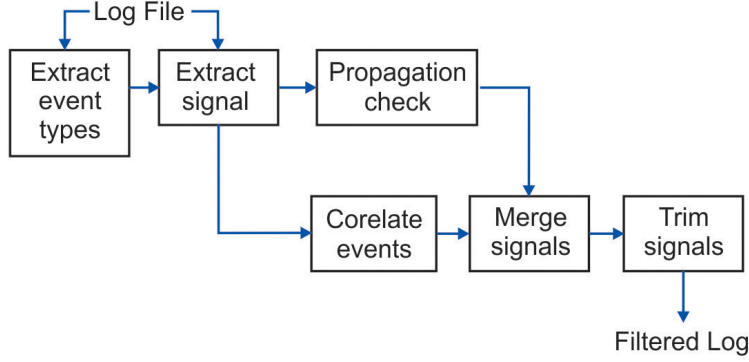 Log File
Extract
event
types
Extract
signal
Propagation
check
Corelate
events
Merge
signals
Trim
signals
Filtered Log